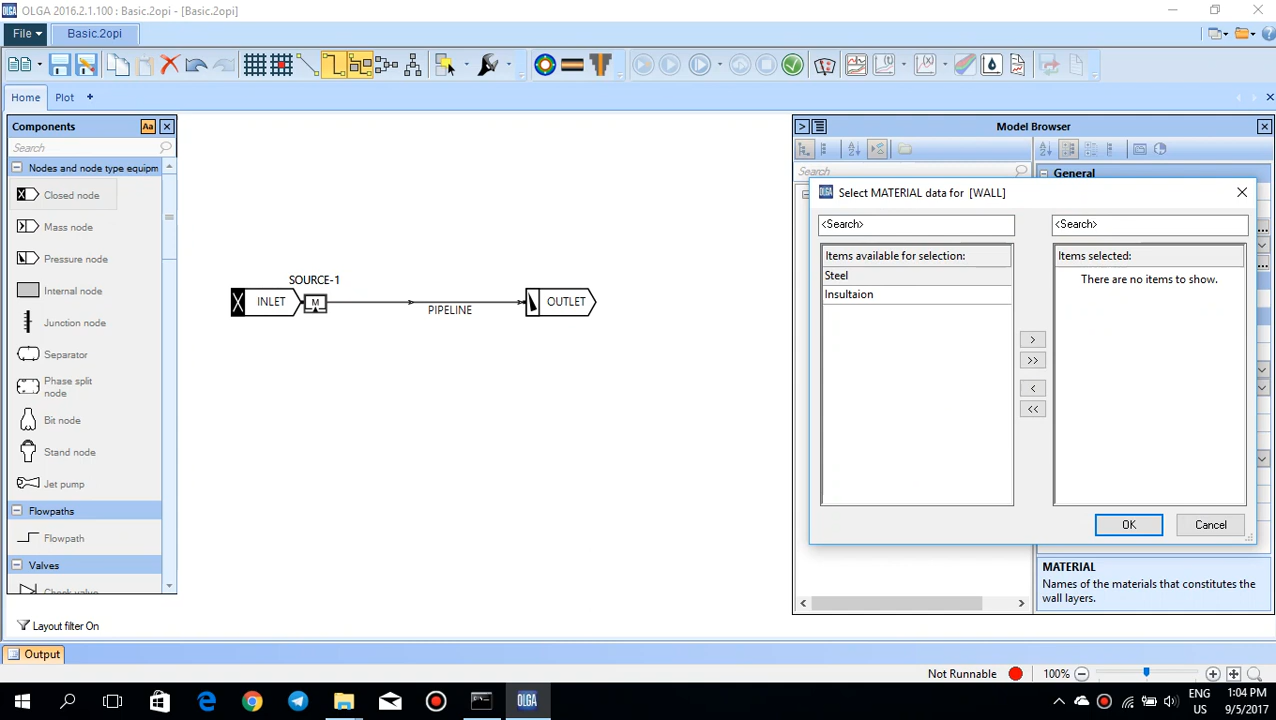 OLGA 2016.2.1.100 : Basic.2opi - [Basic.2opi]
File
Basic.2opi
Home
Plot
+
Components
Aa
Search
Nodes and node type equipm
Closed node
Mass node
Pressure node
Internal node
Junction node
Separator
Phase split
node
Bit node
Stand node
Jet pump
Flowpaths
Flowpath
Valves
Check valve
Layout filter On
SOURCE-1
INLET
M
PIPELINE
OUTLET
Model Browser
Search
General
Select MATERIAL data for [WALL]
<Search>
<Search>
Items available for selection:
Steel
Insultaion
Items selected:
There are no items to show.
>
>>
<
<<
OK
Cancel
MATERIAL
Names of the materials that constitutes the
wall layers.
Output
Not Runnable
100%
ENG
US
1:04 PM
9/5/2017